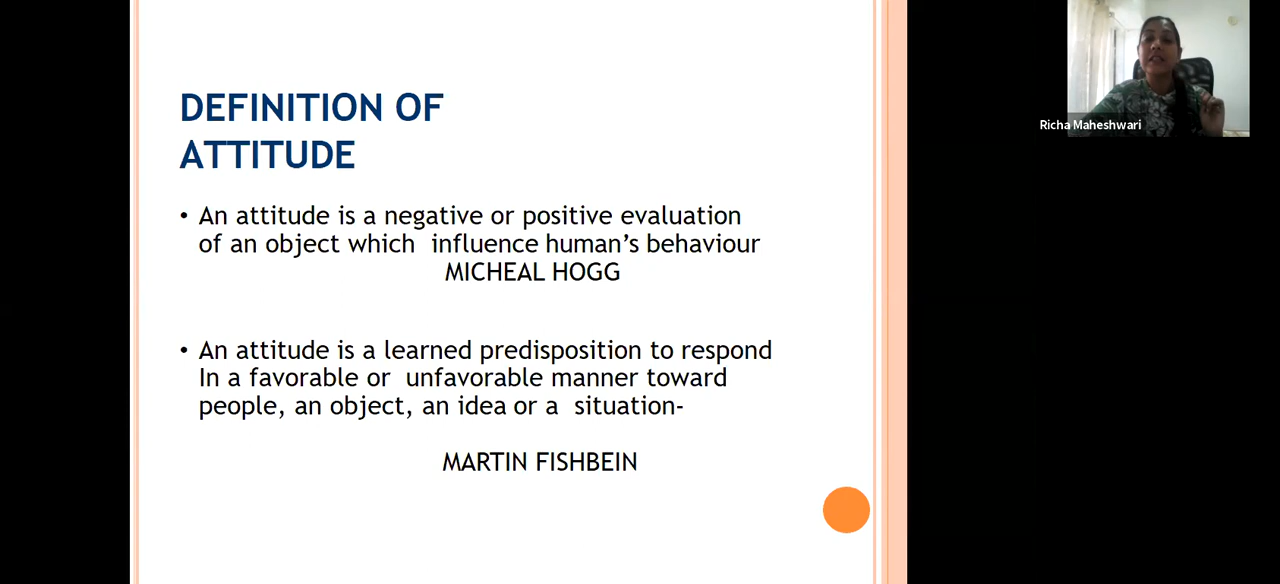 DEFINITION OF
ATTITUDE
• An attitude is a negative or positive evaluation
of an object which influence human’s behaviour
MICHEAL HOGG
• An attitude is a learned predisposition to respond
In a favorable or unfavorable manner toward
people, an object, an idea or a situation-
MARTIN FISHBEIN
Richa Maheshwari